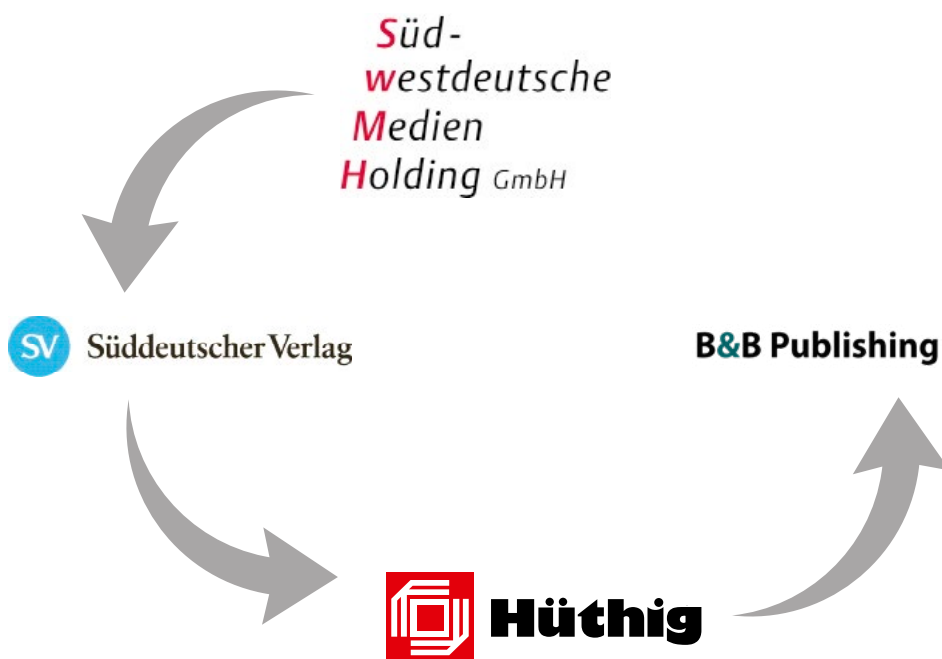 Süd-
westdeutsche
Medien
Holding GmbH
SV Süddeutscher Verlag
B&B Publishing
Hüthig